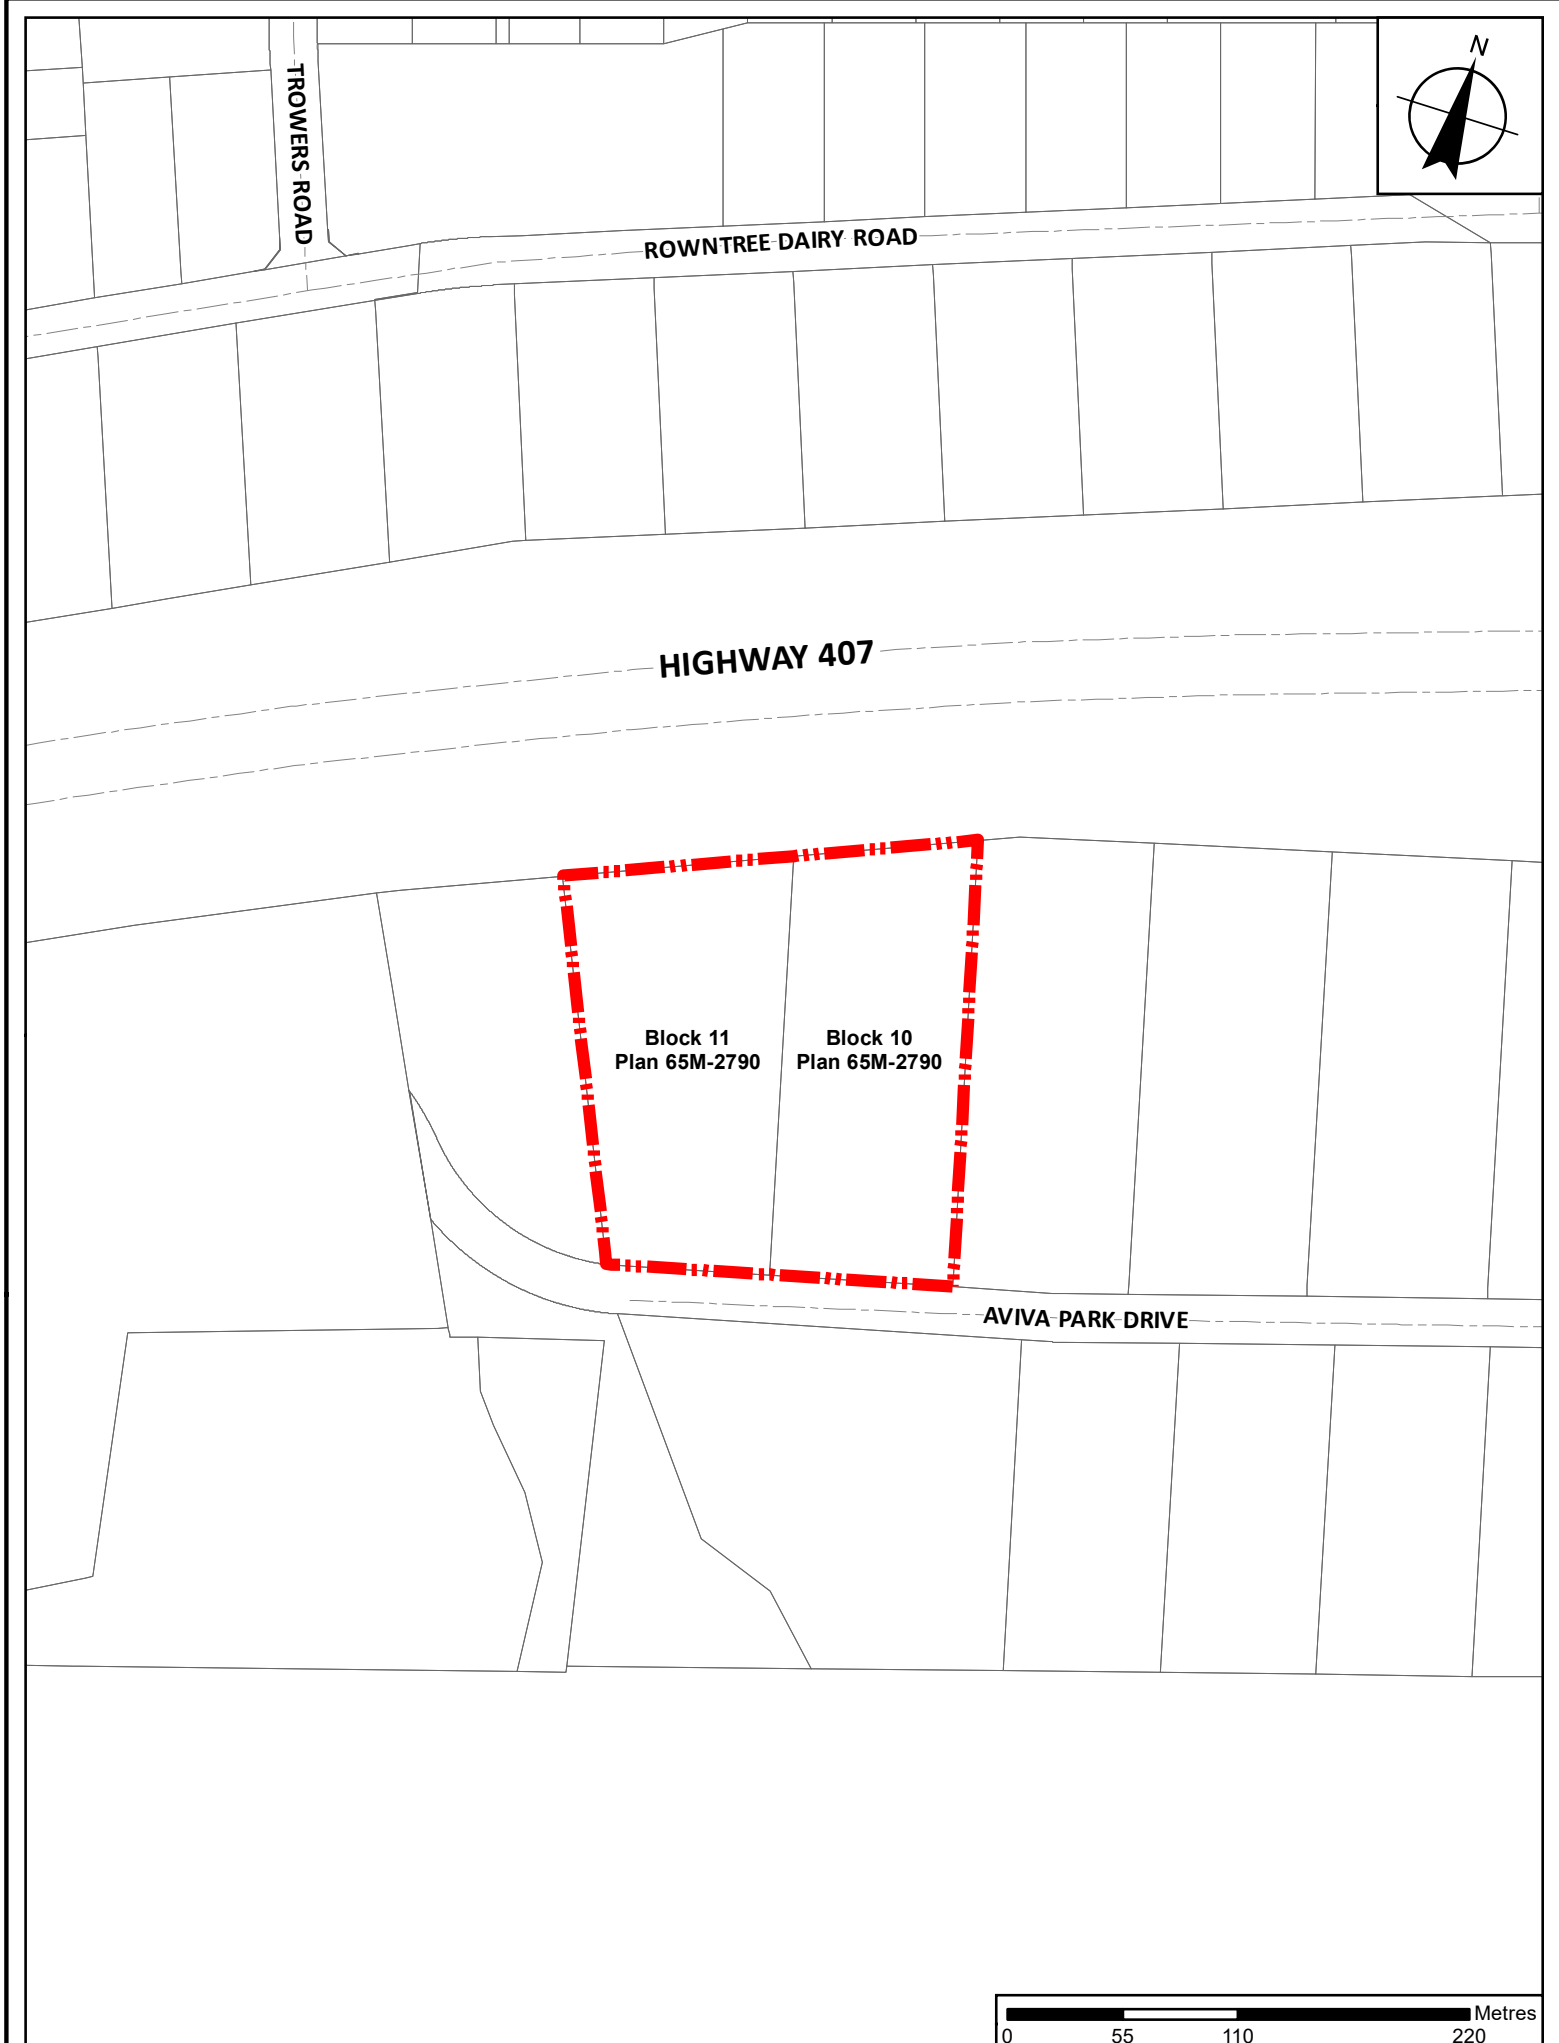 N
TROWERS ROAD
ROWNTREE DAIRY ROAD
HIGHWAY 407
Block 11
Plan 65M-2790
Block 10
Plan 65M-2790
AVIVA PARK DRIVE
Metres
0 55 110 220